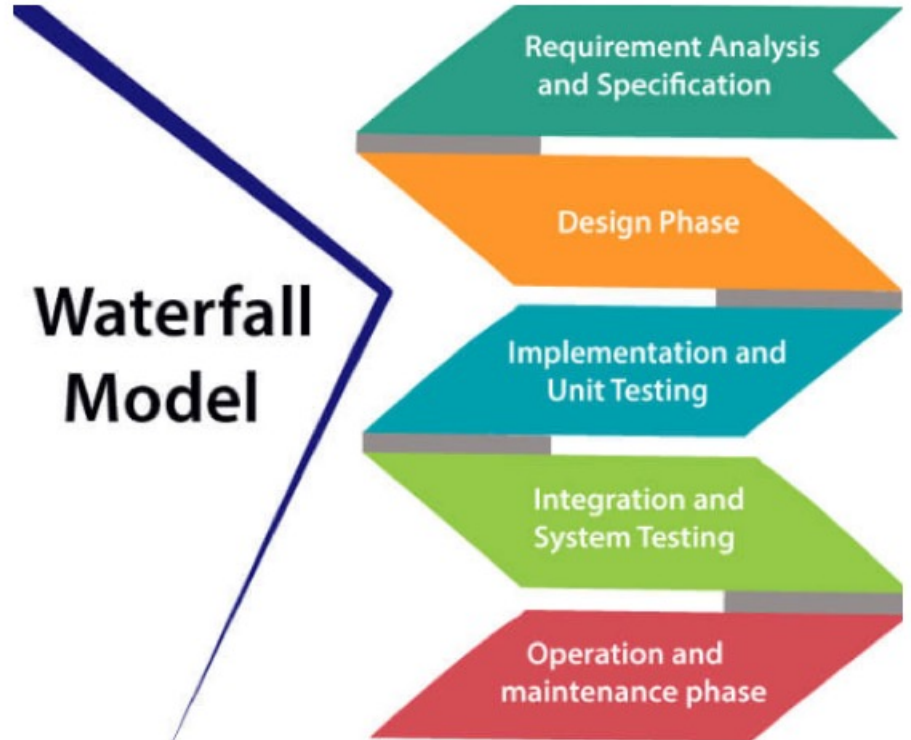 Waterfall
Model
Requirement Analysis
and Specification
Design Phase
Implementation and
Unit Testing
Integration and
System Testing
Operation and
maintenance phase